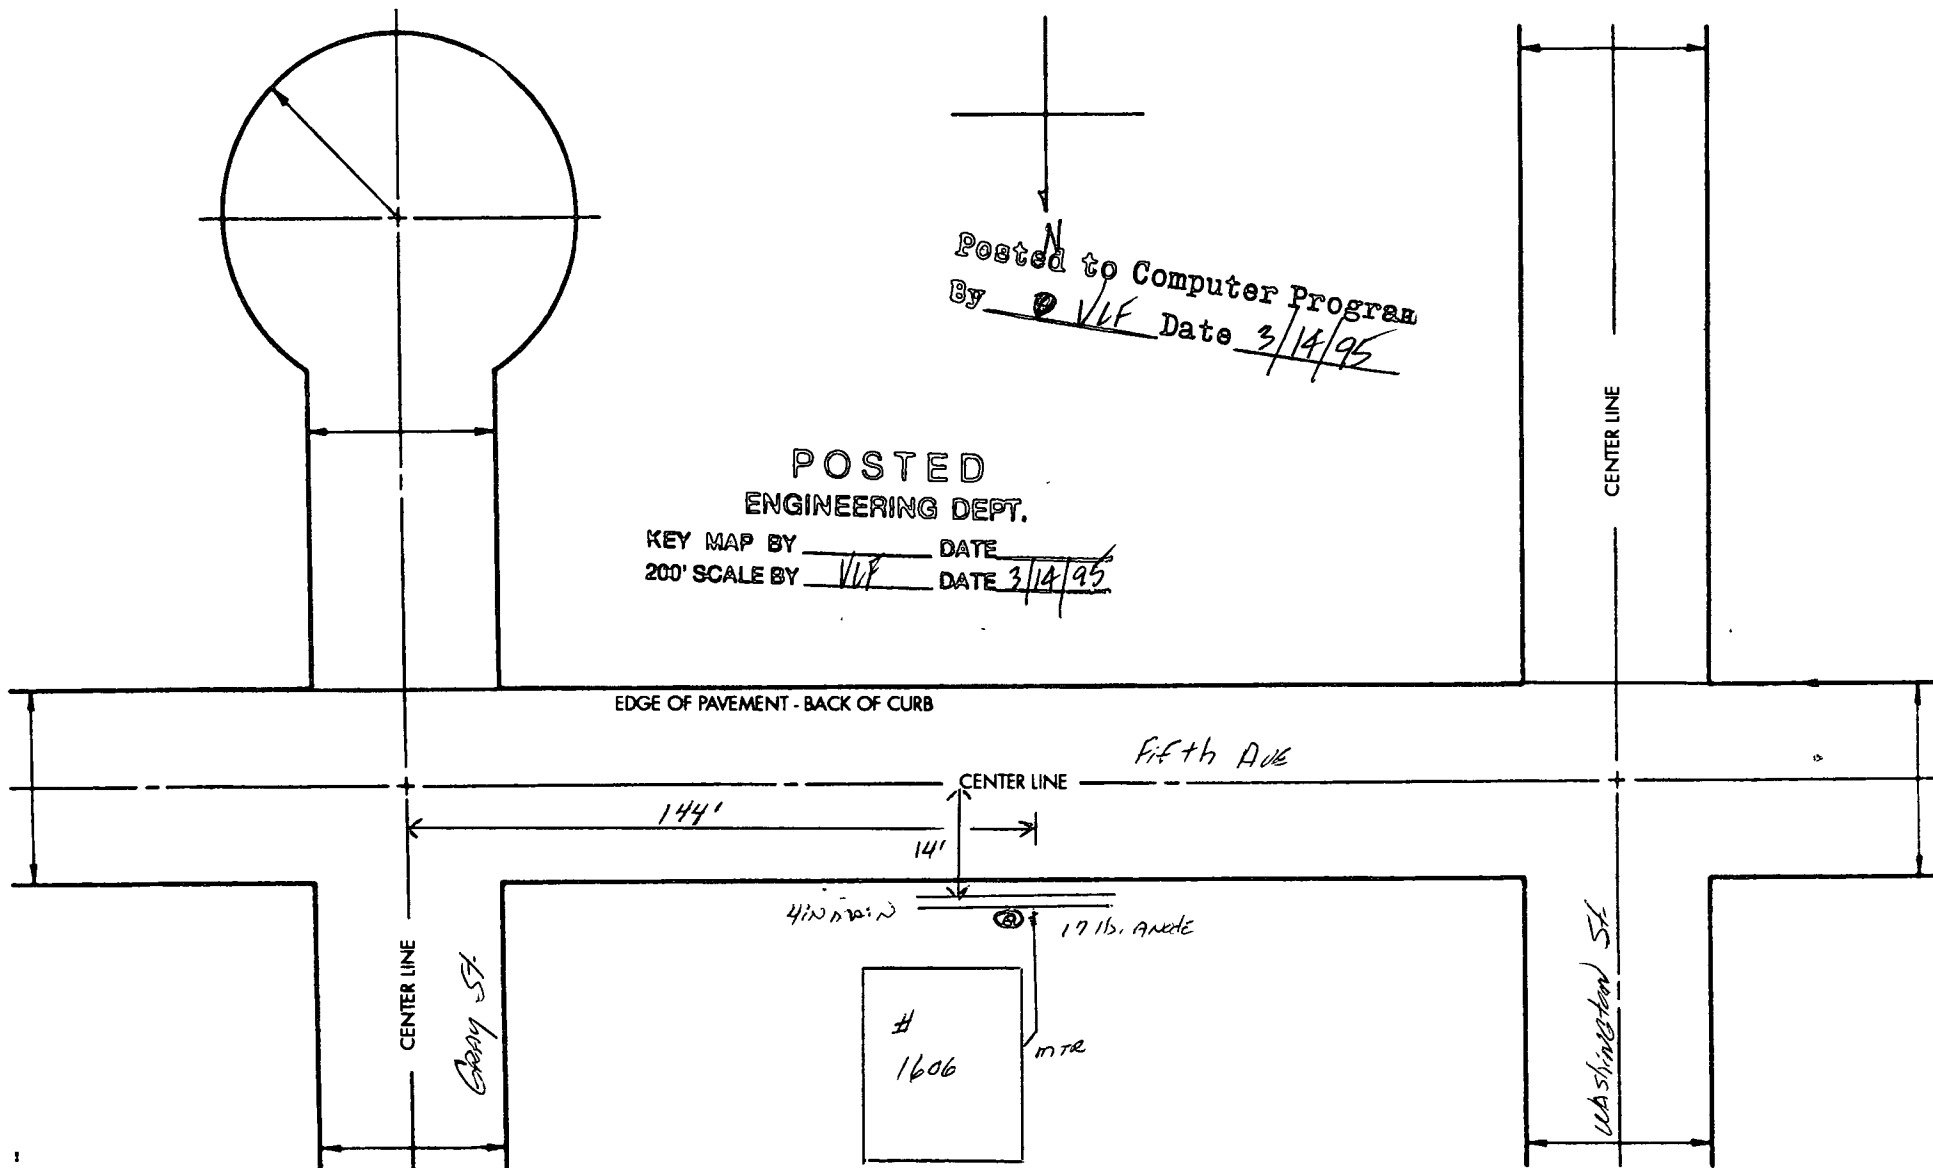 N
Posted to Computer Program
By VLF Date 3/14/95
CENTER LINE
POSTED
ENGINEERING DEPT.
KEY MAP BY DATE
200' SCALE BY VLF DATE 3/14/95
EDGE OF PAVEMENT - BACK OF CURB
Fifth Ave
CENTER LINE
144'
14'
4in main
A
17 lb. ANODE
CENTER LINE
Gray St.
#
1606
MTR
Washington St.